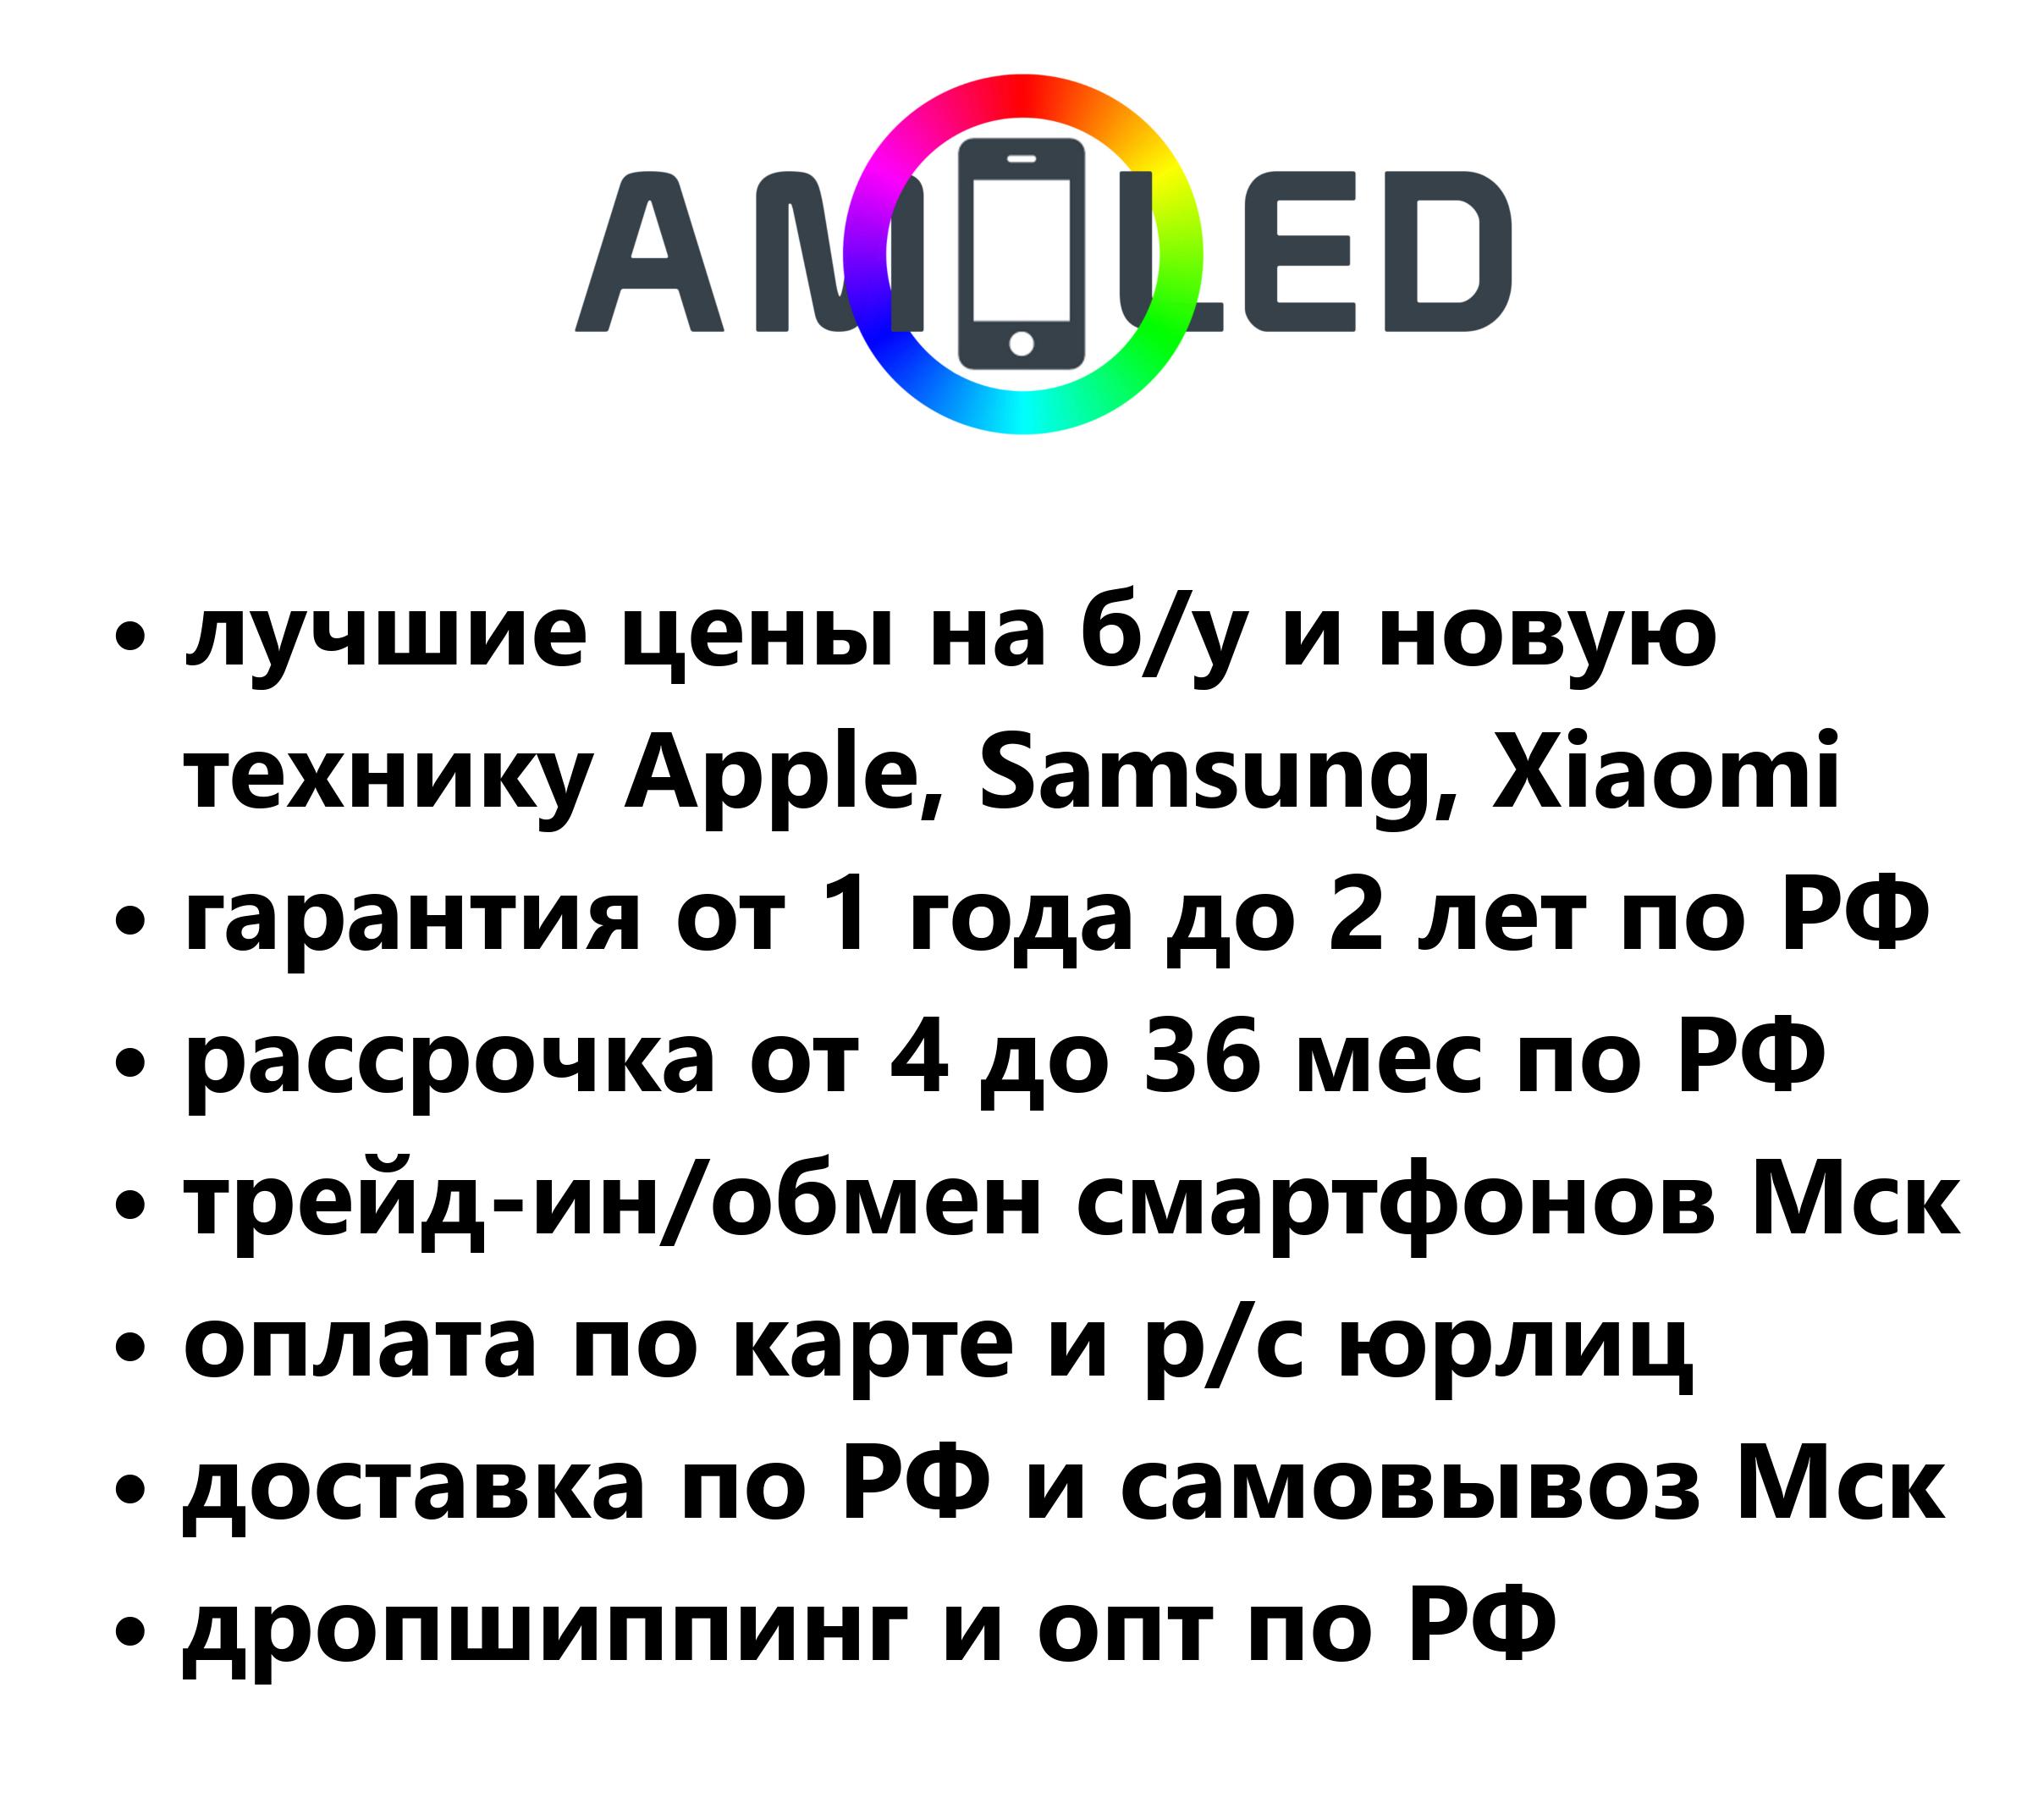 AMOLED
• лучшие цены на б/у и новую
технику Apple, Samsung, Xiaomi
• гарантия от 1 года до 2 лет по РФ
• рассрочка от 4 до 36 мес по РФ
• трейд-ин/обмен смартфонов Мск
• оплата по карте и р/с юрлиц
• доставка по РФ и самовывоз Мск
• дропшиппинг и опт по РФ